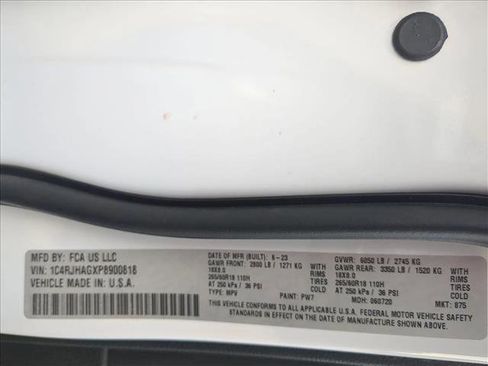 MFD BY: FCA US LLC
VIN: 1C4RJHAGXP8900818
VEHICLE MADE IN: U.S.A.
DATE OF MFR (BUILT): 6-23
GVWR: 6050 LB / 2745 KG
GAWR FRONT: 2800 LB / 1271 KG WITH
GAWR REAR: 3350 LB / 1520 KG WITH
18X8.0 RIMS
18X8.0 RIMS
265/60R18 110H TIRES
265/60R18 110H TIRES
AT 250 kPa / 36 PSI COLD
AT 250 kPa / 36 PSI COLD
TYPE: MPV
PAINT: PW7
MDH: 060720
MKT: 075
THIS VEHICLE CONFORMS TO ALL APPLICABLE U.S.A. FEDERAL MOTOR VEHICLE SAFETY
STANDARDS IN EFFECT ON THE DATE OF MANUFACTURE SHOWN ABOVE.